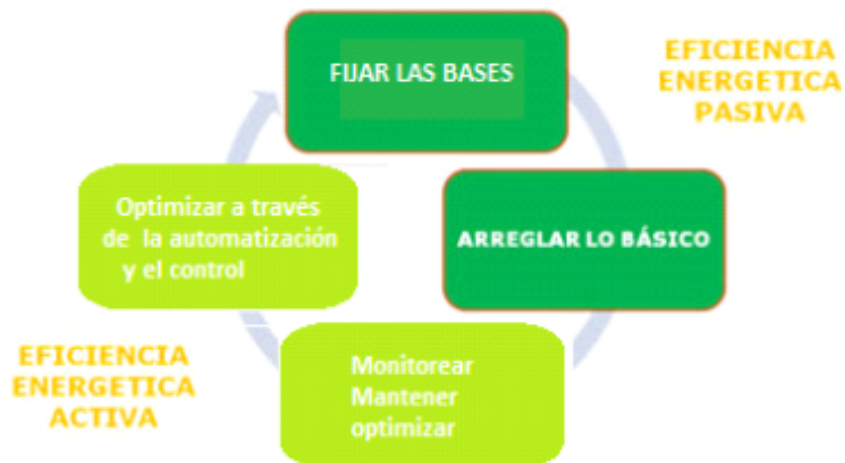 FIJAR LAS BASES
EFICIENCIA
ENERGETICA
PASIVA
ARREGLAR LO BÁSICO
Monitorear
Mantener
optimizar
Optimizar a través
de la automatización
y el control
EFICIENCIA
ENERGETICA
ACTIVA